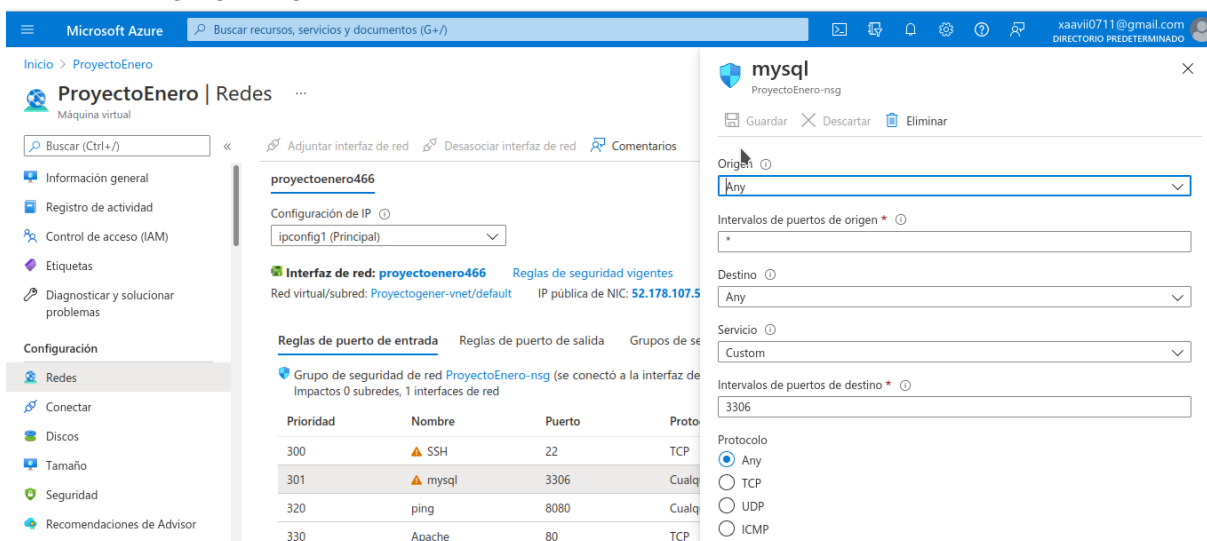 Microsoft Azure
Buscar recursos, servicios y documentos (G+/)
xaavii0711@gmail.com
DIRECTORIO PREDETERMINADO
Inicio > ProyectoEnero
ProyectoEnero | Redes ...
Máquina virtual
Buscar (Ctrl+/)
«
Información general
Registro de actividad
Control de acceso (IAM)
Etiquetas
Diagnosticar y solucionar
problemas
Configuración
Redes
Conectar
Discos
Tamaño
Seguridad
Recomendaciones de Advisor
Adjuntar interfaz de red Desasociar interfaz de red Comentarios
proyectoenero466
Configuración de IP
ipconfig1 (Principal)
Interfaz de red: proyectoenero466 Reglas de seguridad vigentes
Red virtual/subred: Proyectogener-vnet/default IP pública de NIC: 52.178.107.5
Reglas de puerto de entrada Reglas de puerto de salida Grupos de se
Grupo de seguridad de red ProyectoEnero-nsg (se conectó a la interfaz de
Impactos 0 subredes, 1 interfaces de red
Prioridad Nombre Puerto Proto
300 SSH 22 TCP
301 mysql 3306 Cualq
320 ping 8080 Cualq
330 Apache 80 TCP
mysql
ProyectoEnero-nsg
Guardar Descartar Eliminar
Origen
Any
Intervalos de puertos de origen *
*
Destino
Any
Servicio
Custom
Intervalos de puertos de destino *
3306
Protocolo
Any
TCP
UDP
ICMP